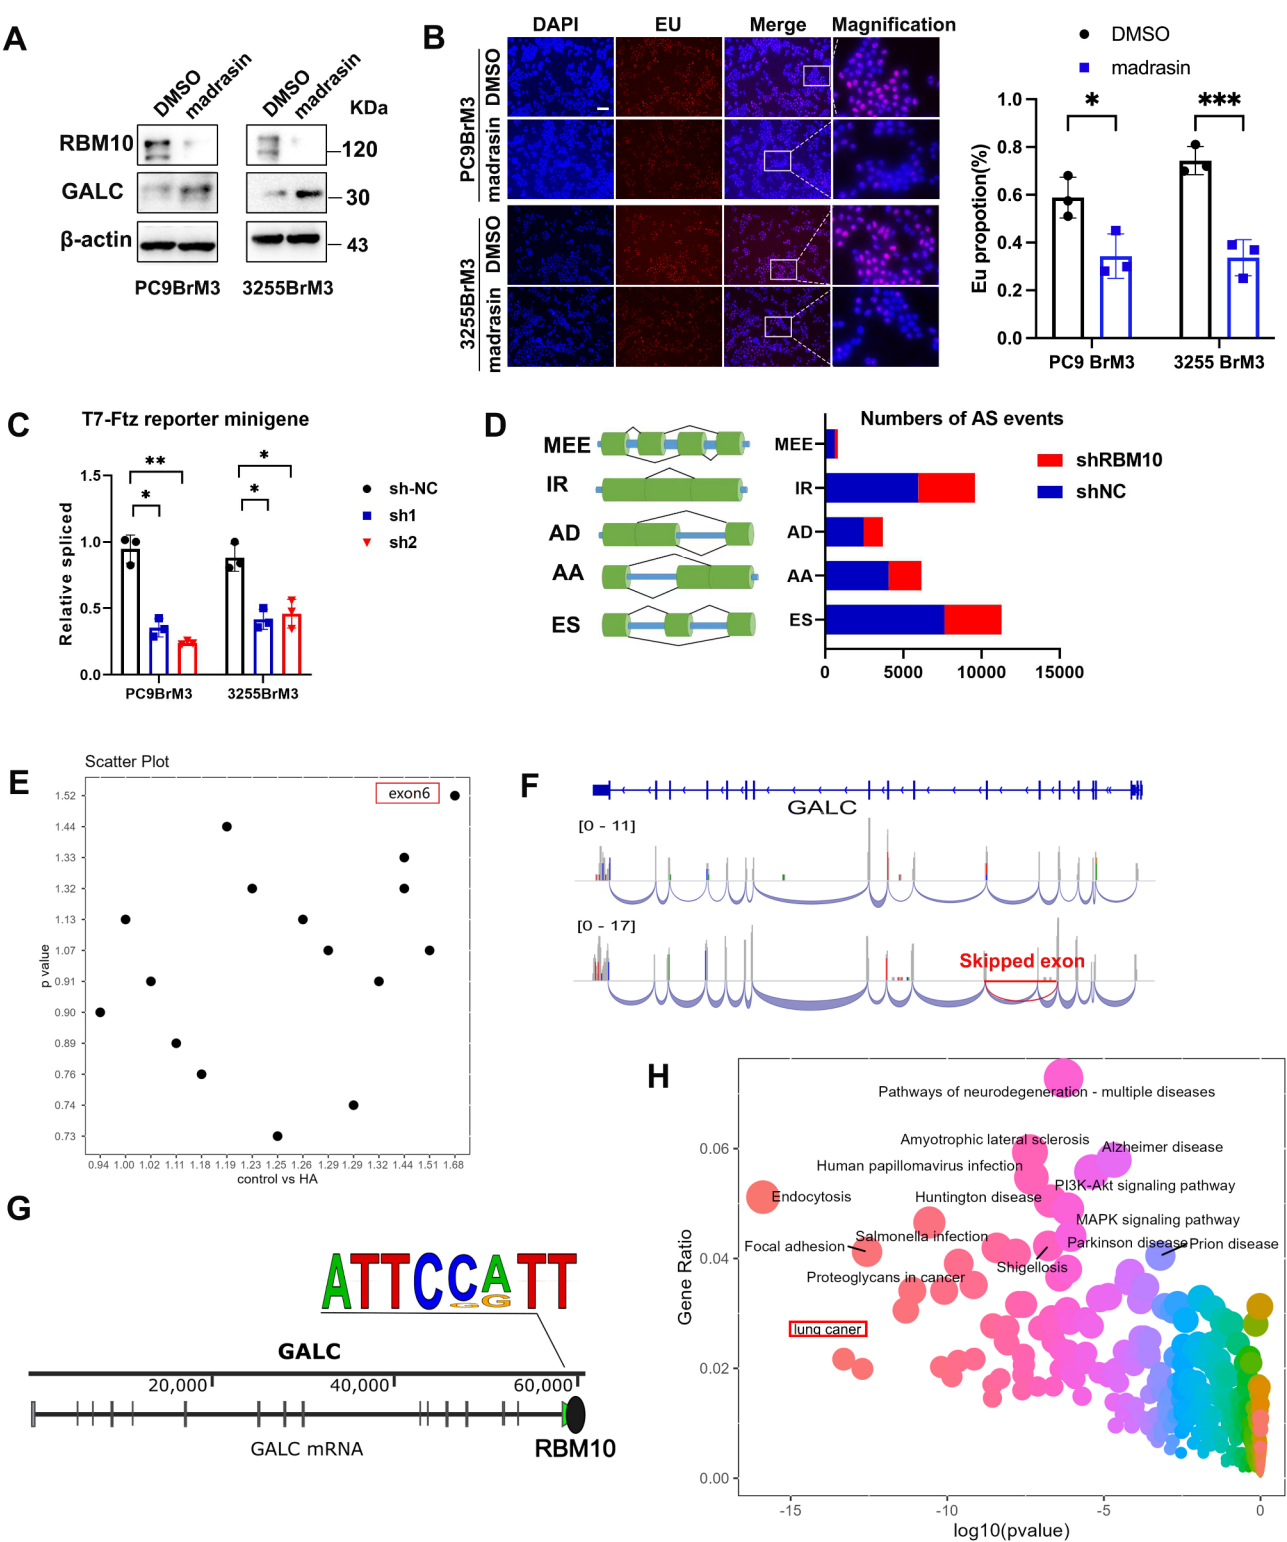 A
DMSO
madrasin
DMSO
madrasin
KDa
RBM10
120
GALC
30
β-actin
43
PC9BrM3
3255BrM3
B
DAPI
EU
Merge
Magnification
PC9BrM3
DMSO
madrasin
3255BrM3
DMSO
madrasin
DMSO
madrasin
Eu propotion(%)
1.0
0.8
0.6
0.4
0.2
0.0
*
***
PC9 BrM3
3255 BrM3
C
T7-Ftz reporter minigene
Relative spliced
1.5
1.0
0.5
0.0
**
*
*
*
sh-NC
sh1
sh2
PC9BrM3
3255BrM3
D
MEE
IR
AD
AA
ES
Numbers of AS events
MEE
IR
AD
AA
ES
shRBM10
shNC
0
5000
10000
15000
E
Scatter Plot
p value
1.52
1.44
1.33
1.32
1.13
1.07
0.91
0.90
0.89
0.76
0.74
0.73
exon6
0.94 1.00 1.02 1.11 1.18 1.19 1.23 1.25 1.26 1.29 1.29 1.32 1.44 1.51 1.68
control vs HA
F
GALC
[0 - 11]
[0 - 17]
Skipped exon
G
ATTCCATT
GG
GALC
20,000
40,000
60,000
GALC mRNA
RBM10
H
Gene Ratio
0.06
0.04
0.02
0.00
Pathways of neurodegeneration - multiple diseases
Amyotrophic lateral sclerosis
Alzheimer disease
Human papillomavirus infection
PI3K-Akt signaling pathway
Endocytosis
Huntington disease
MAPK signaling pathway
Salmonella infection
Parkinson disease
Prion disease
Focal adhesion
Shigellosis
Proteoglycans in cancer
lung caner
-15
-10
-5
0
log10(pvalue)